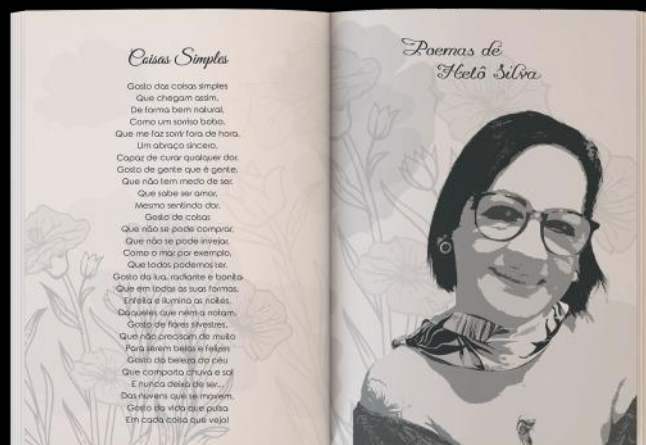 Coisas Simples
Gosto das coisas simples
Que chegam assim,
De forma bem natural,
Como um sorriso bobo,
Que me faz sorrir fora de hora.
Um abraço sincero,
Capaz de curar qualquer dor.
Gosto de gente que é gente,
Que não tem medo de ser,
Que sabe ser amor,
Mesmo sentindo dor.
Gosto de coisas
Que não se pode comprar,
Que não se pode invejar,
Como o mar por exemplo,
Que todos podemos ter.
Gosto da lua, radiante e bonita
Que em todas as suas formas,
Enfeita e ilumina as noites,
Daqueles que nem a notam.
Gosto de flores silvestres,
Que não precisam de muito
Para serem belas e felizes
Gosto da beleza do céu
Que comporta chuva e sol
E nunca deixa de ser...
Das nuvens que se movem,
Gosto da vida que pulsa
Em cada coisa que vejo!
Poemas de
Helô Silva